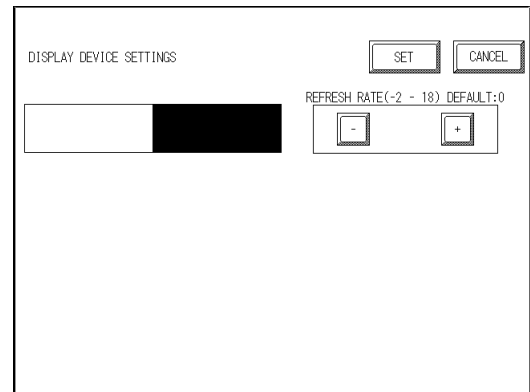 DISPLAY DEVICE SETTINGS
SET
CANCEL
REFRESH RATE(-2 - 18) DEFAULT:0
-
+